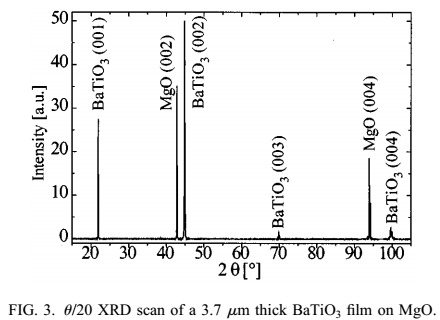 50
40
30
20
10
0
Intensity [a.u.]
BaTiO3 (001)
MgO (002)
BaTiO3 (002)
BaTiO3 (003)
MgO (004)
BaTiO3 (004)
20 30 40 50 60 70 80 90 100
2 θ [°]
FIG. 3. θ/20 XRD scan of a 3.7 μm thick BaTiO3 film on MgO.